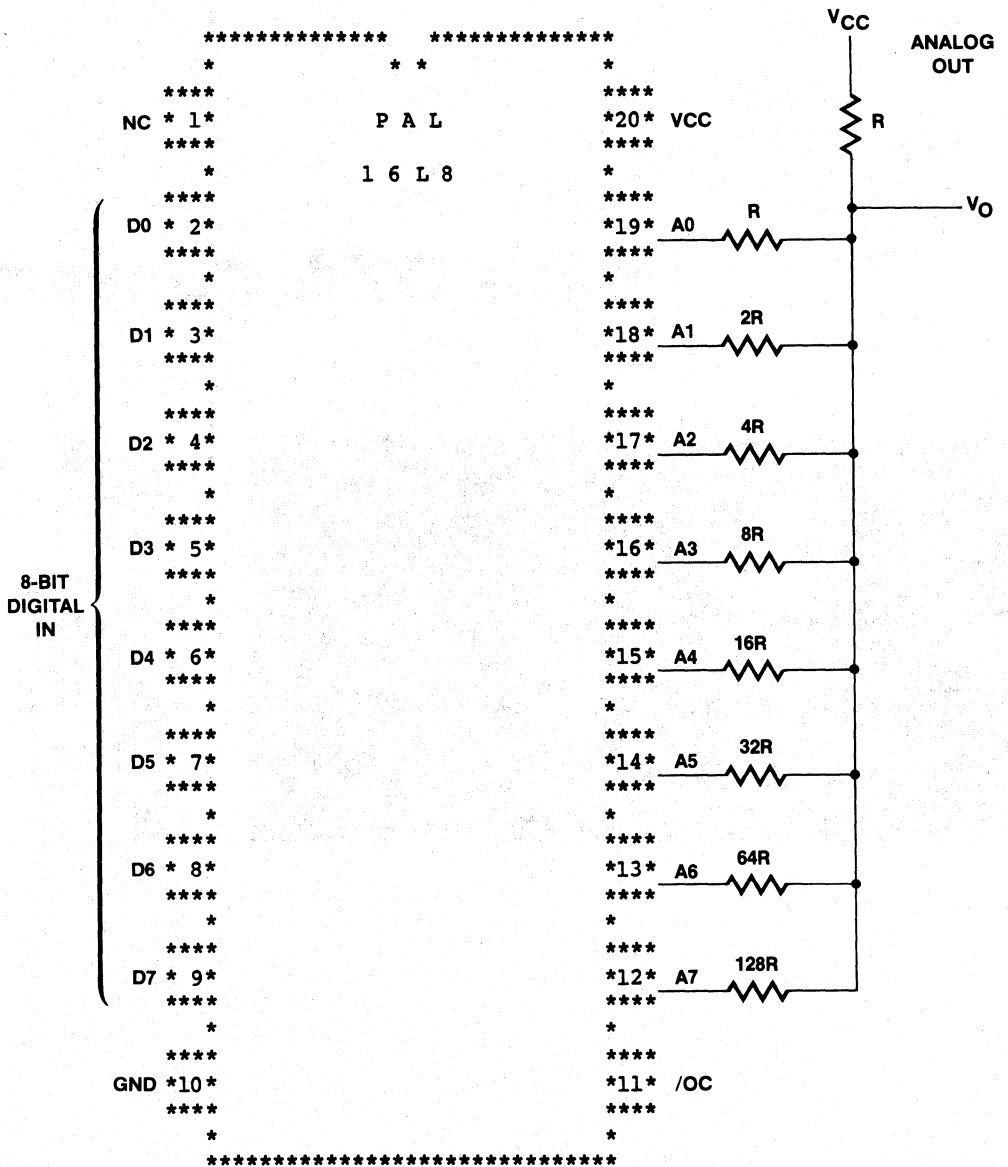 VCC
ANALOG
OUT
NC
1
PAL
20
VCC
R
16L8
D0
2
19
A0
R
VO
D1
3
18
A1
2R
D2
4
17
A2
4R
D3
5
16
A3
8R
8-BIT
DIGITAL
IN
D4
6
15
A4
16R
D5
7
14
A5
32R
D6
8
13
A6
64R
D7
9
12
A7
128R
GND
10
11
/OC